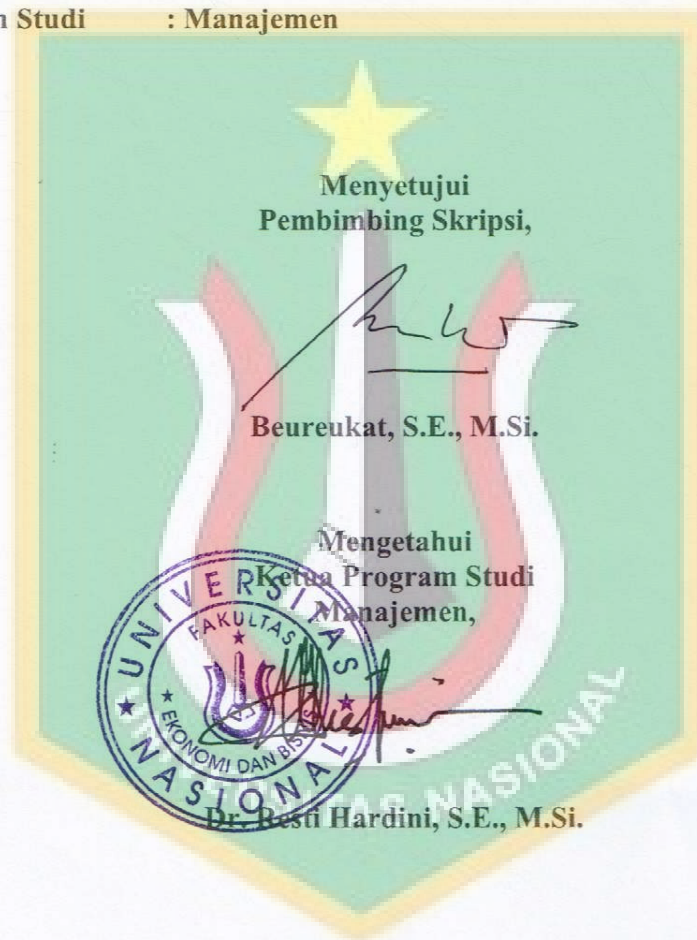 n Studi : Manajemen
Menyetujui
Pembimbing Skripsi,
Beureukat, S.E., M.Si.
Mengetahui
Ketua Program Studi
Manajemen,
UNIVERSITAS NASIONAL
FAKULTAS
EKONOMI DAN BISNIS
UNIVERSITAS NASIONAL
Dr. Resti Hardini, S.E., M.Si.